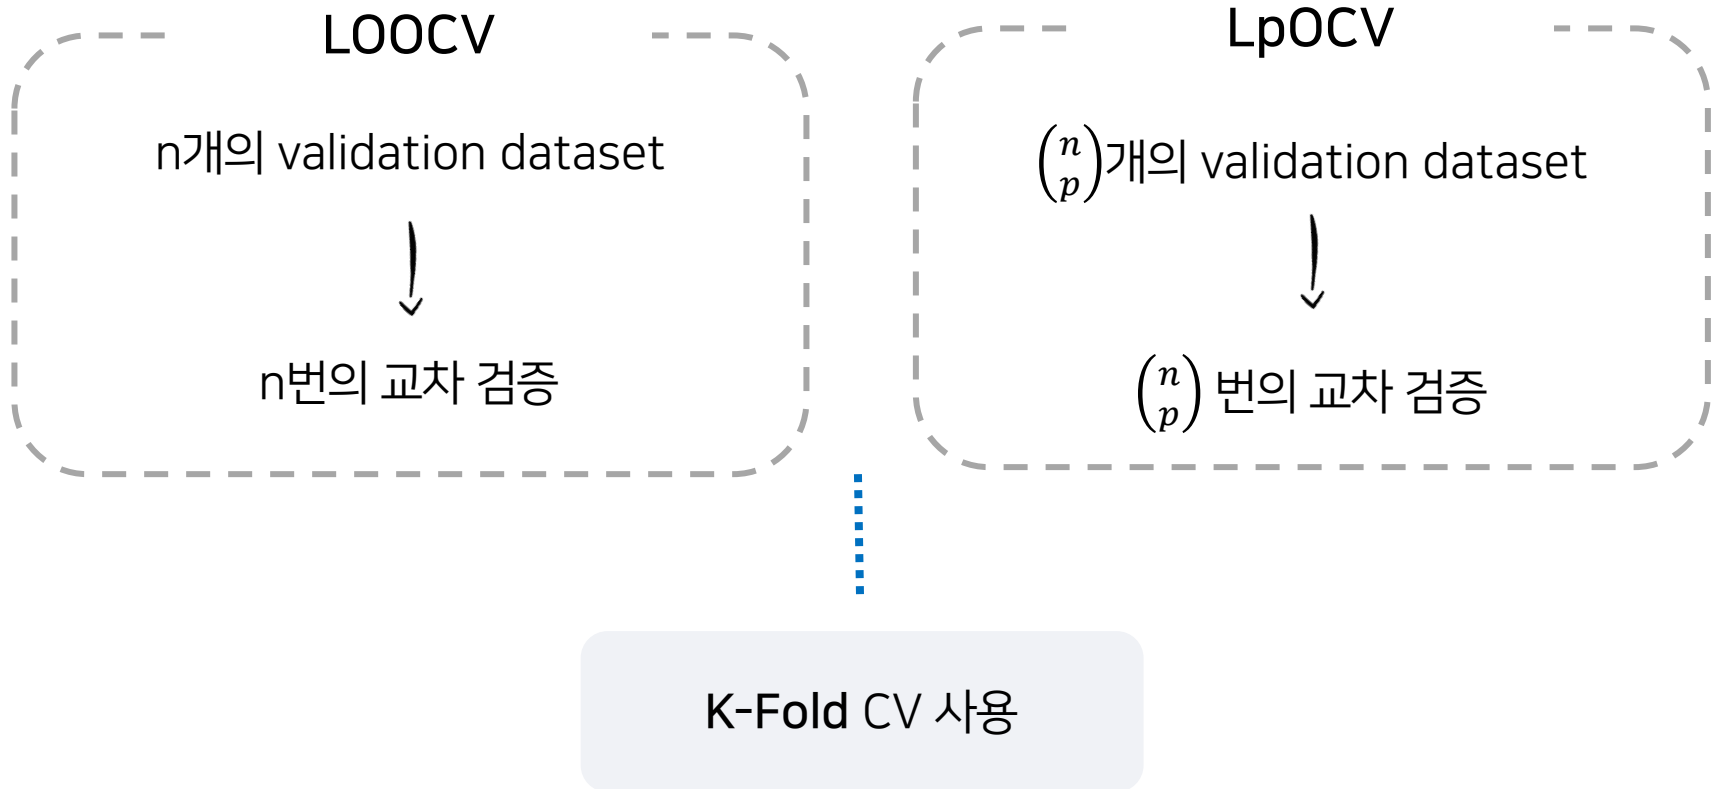 LOOCV
n개의 validation dataset
n번의 교차 검증
LpOCV
(n p)개의 validation dataset
(n p) 번의 교차 검증
K-Fold CV 사용